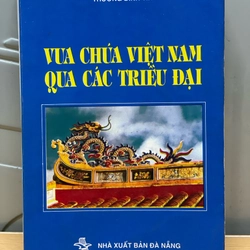 VUA CHÚA VIỆT NAM
QUA CÁC TRIỀU ĐẠI
NHÀ XUẤT BẢN ĐÀ NẴNG